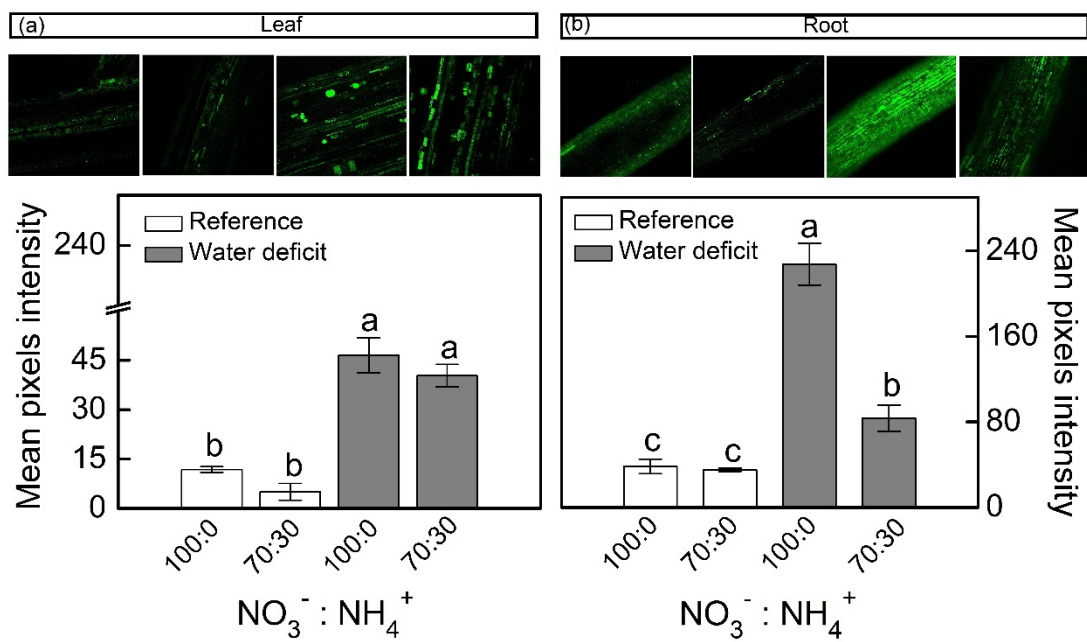 (a) Leaf
Mean pixels intensity
240
45
30
15
0
Reference
Water deficit
b
b
a
a
100:0
70:30
100:0
70:30
NO₃⁻ : NH₄⁺
(b) Root
Reference
Water deficit
c
c
a
b
240
160
80
0
Mean pixels intensity
100:0
70:30
100:0
70:30
NO₃⁻ : NH₄⁺